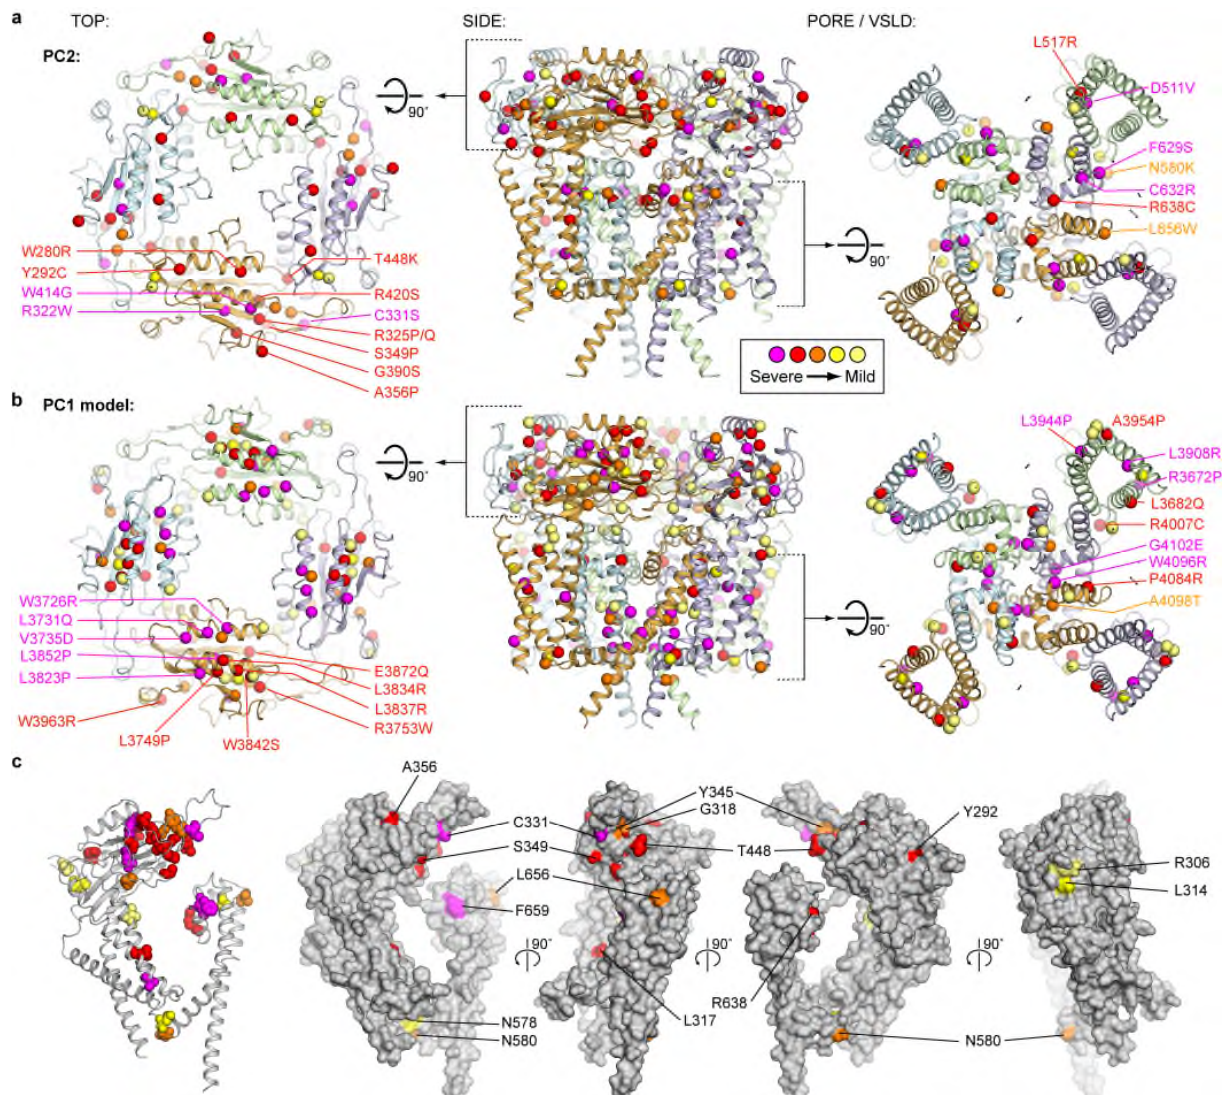 a
TOP:
SIDE:
PORE / VSLD:
PC2:
90°
90°
L517R
D511V
F629S
N580K
C632R
R638C
L656W
W280R
Y292C
W414G
R322W
T448K
R420S
C331S
R325P/Q
S349P
G390S
A356P
Severe → Mild
b
PC1 model:
90°
90°
L3944P
A3954P
L3908R
R3672P
L3682Q
R4007C
G4102E
W4096R
P4084R
A4098T
W3726R
L3731Q
V3735D
L3852P
L3823P
W3963R
L3749P
W3842S
E3872Q
L3834R
L3837R
R3753W
c
A356
C331
S349
L656
F659
N578
N580
90°
Y345
G318
T448
L317
90°
R638
Y292
N580
90°
R306
L314